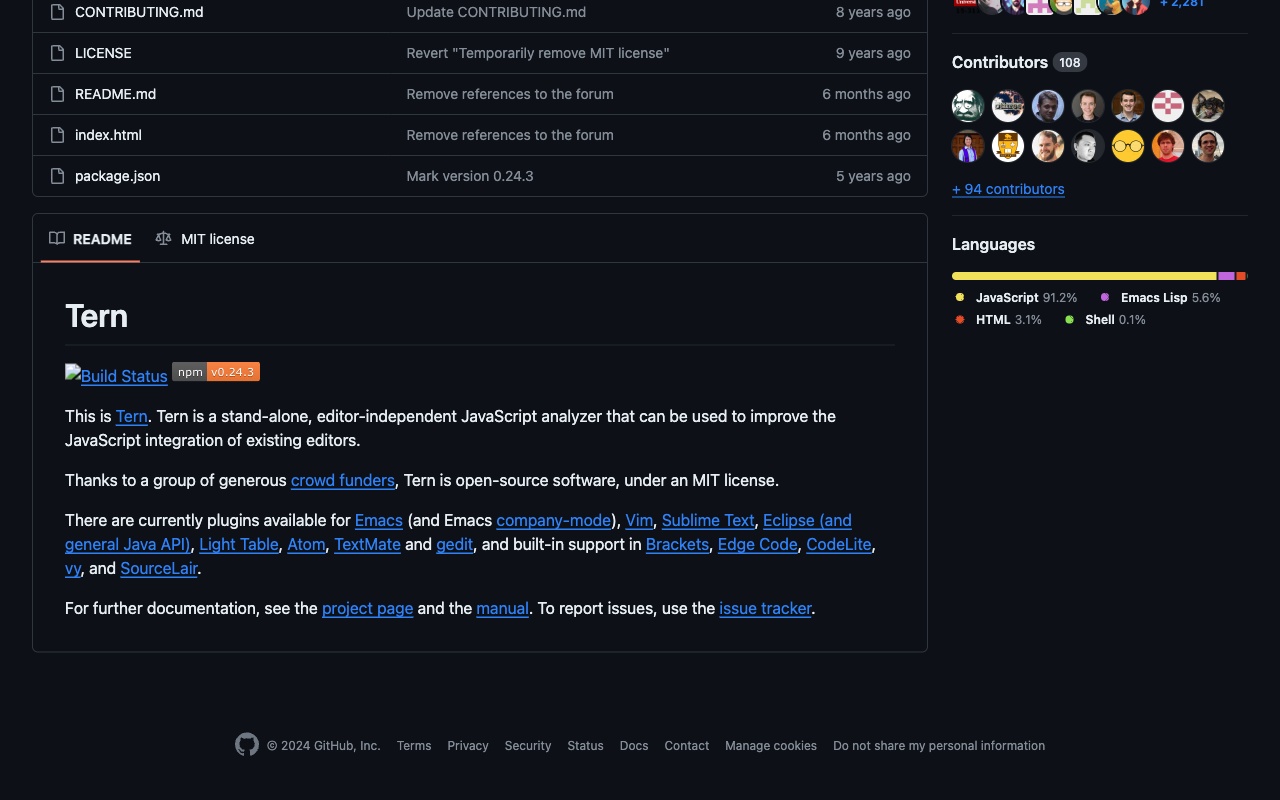 CONTRIBUTING.md Update CONTRIBUTING.md 8 years ago
LICENSE Revert "Temporarily remove MIT license" 9 years ago
README.md Remove references to the forum 6 months ago
index.html Remove references to the forum 6 months ago
package.json Mark version 0.24.3 5 years ago
README MIT license
Tern
Build Status npm v0.24.3
This is Tern. Tern is a stand-alone, editor-independent JavaScript analyzer that can be used to improve the
JavaScript integration of existing editors.
Thanks to a group of generous crowd funders, Tern is open-source software, under an MIT license.
There are currently plugins available for Emacs (and Emacs company-mode), Vim, Sublime Text, Eclipse (and
general Java API), Light Table, Atom, TextMate and gedit, and built-in support in Brackets, Edge Code, CodeLite,
vy, and SourceLair.
For further documentation, see the project page and the manual. To report issues, use the issue tracker.
+ 2,281
Contributors 108
+ 94 contributors
Languages
JavaScript 91.2% Emacs Lisp 5.6%
HTML 3.1% Shell 0.1%
© 2024 GitHub, Inc. Terms Privacy Security Status Docs Contact Manage cookies Do not share my personal information